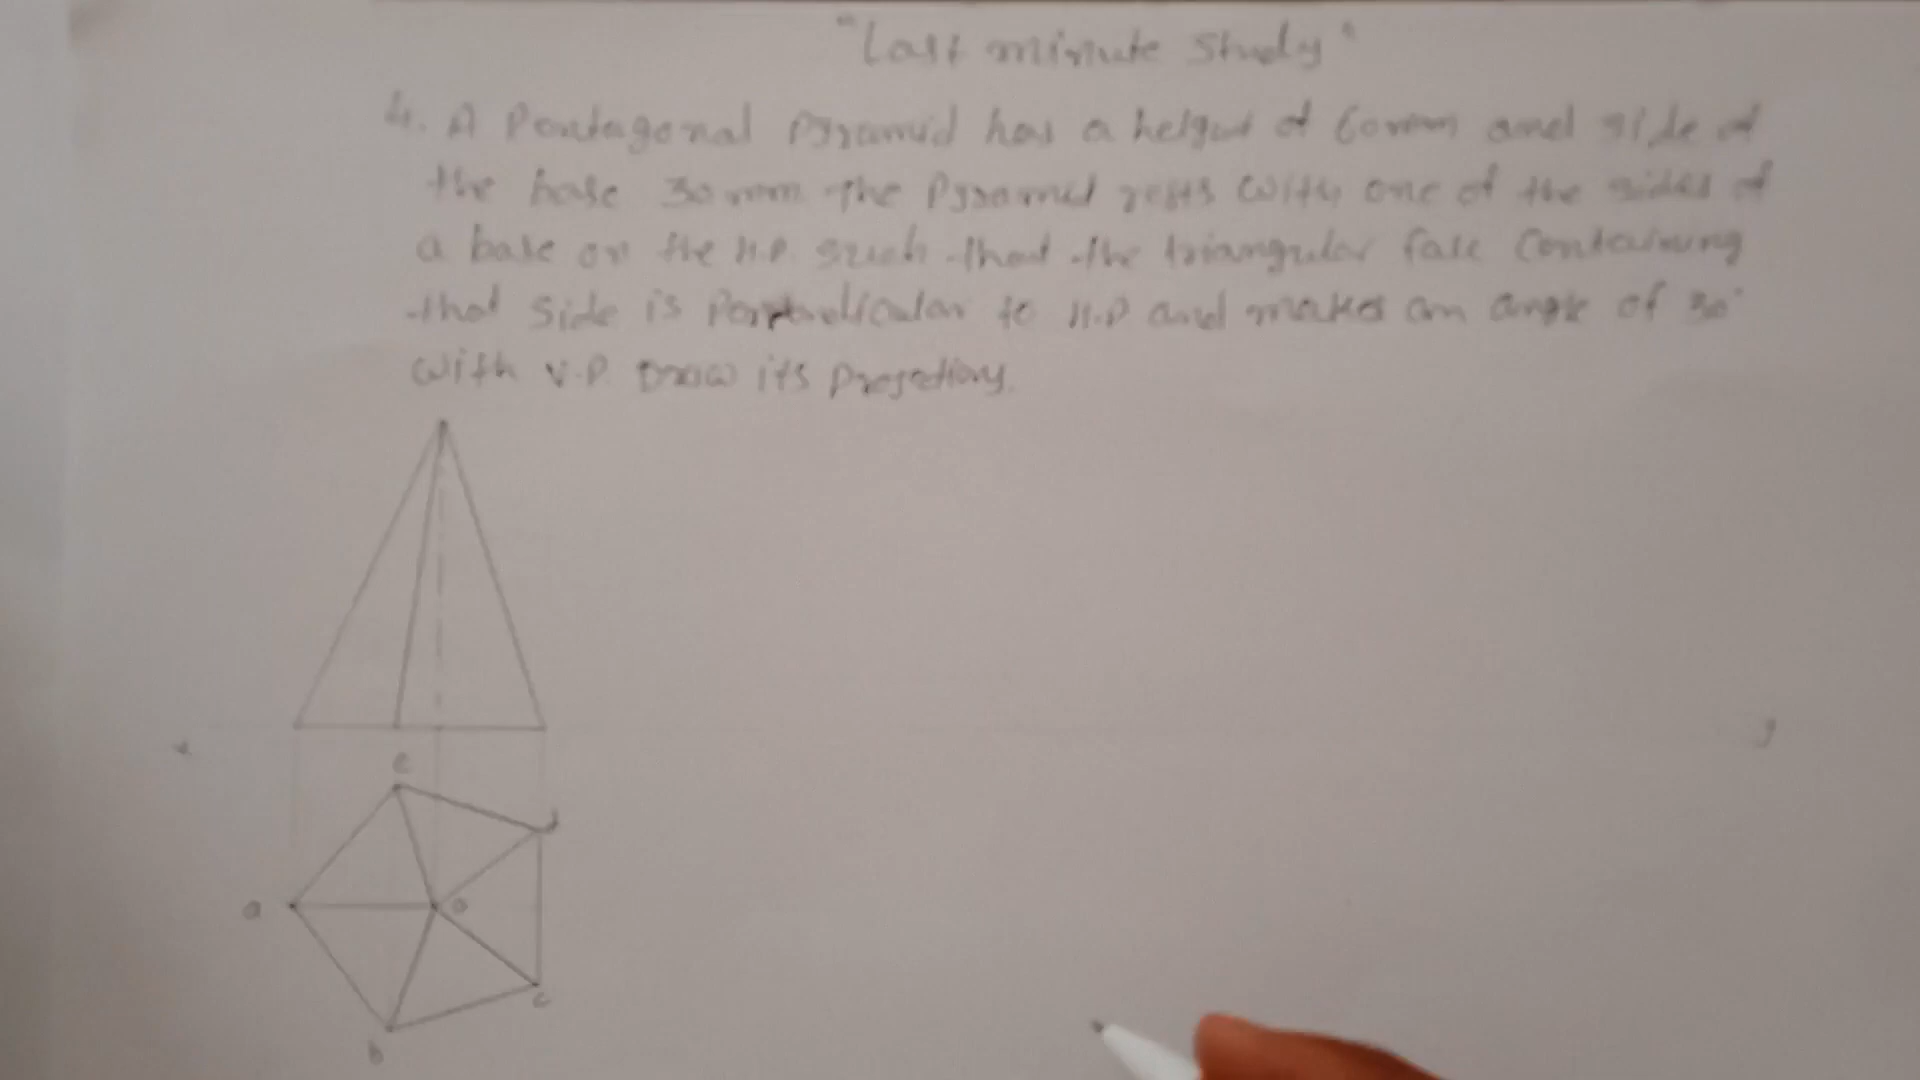 "Last minute Study"
4. A Pentagonal Pyramid has a height of 60mm and side of
the base 30mm. The Pyramid rests with one of the sides of
a base on the H.P. such that the triangular face Containing
that side is Perpendicular to H.P and makes an angle of 30°
with V.P. Draw its Projections.
x
y
e
d
a
o
c
b